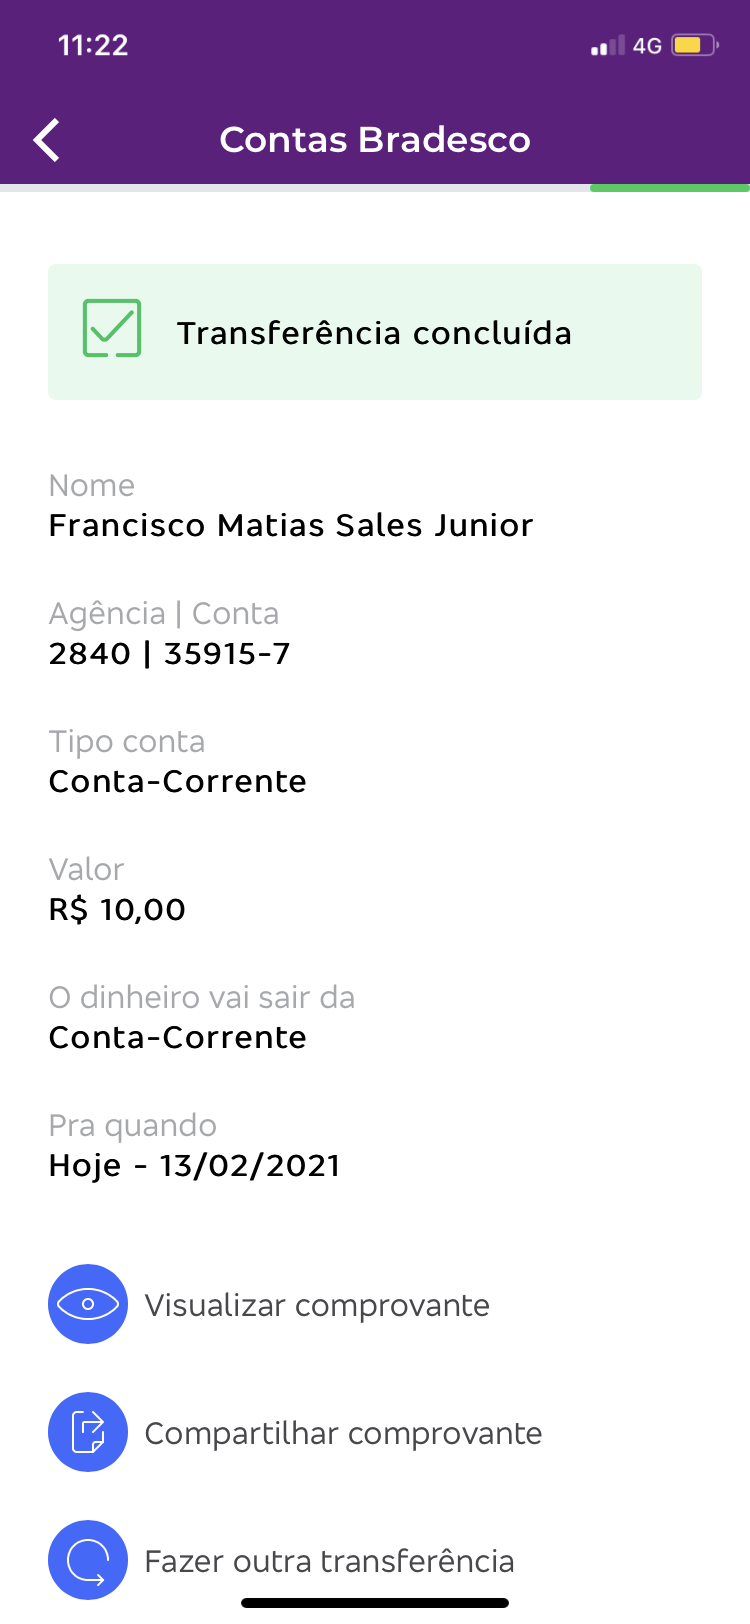 11:22
4G
Contas Bradesco
Transferência concluída
Nome
Francisco Matias Sales Junior
Agência | Conta
2840 | 35915-7
Tipo conta
Conta-Corrente
Valor
R$ 10,00
O dinheiro vai sair da
Conta-Corrente
Pra quando
Hoje - 13/02/2021
Visualizar comprovante
Compartilhar comprovante
Fazer outra transferência